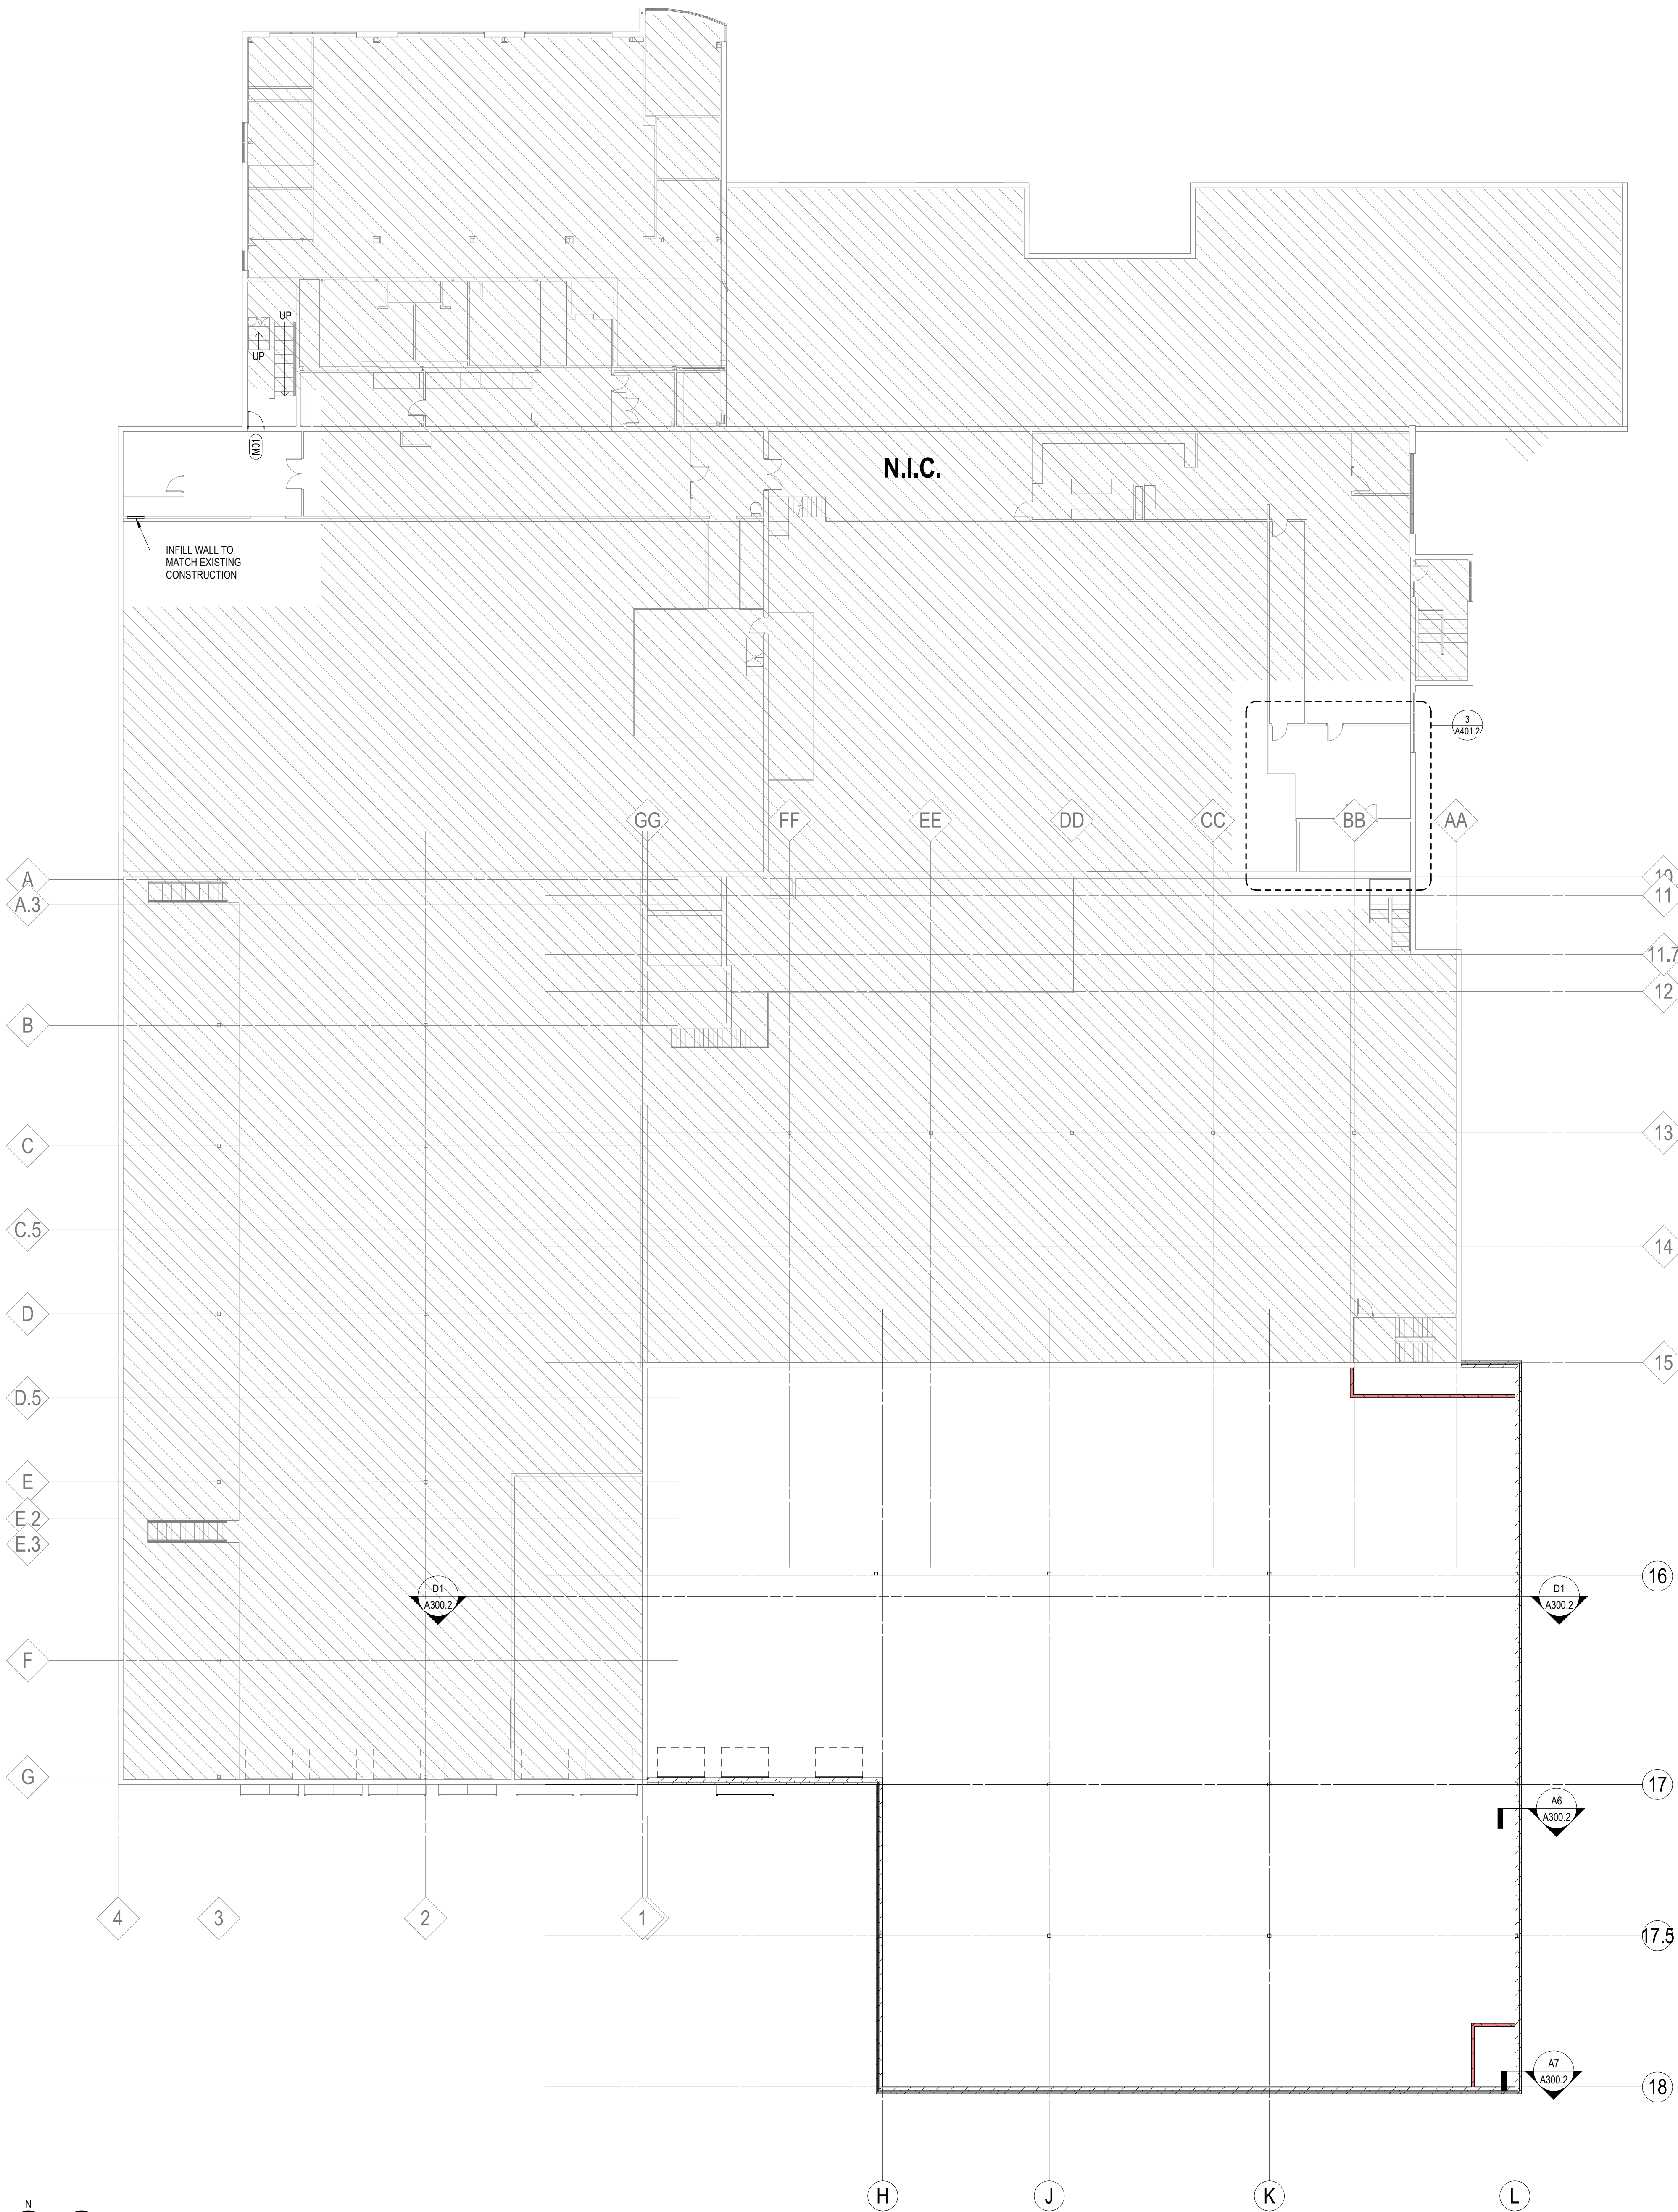 UP
UP
M01
N.I.C.
INFILL WALL TO
MATCH EXISTING
CONSTRUCTION
3
A401.2
GG
FF
EE
DD
CC
BB
AA
A
A.3
10
11
11.7
12
B
C
13
C.5
14
D
15
D.5
E
E.2
E.3
16
D1
A300.2
D1
A300.2
F
G
17
A6
A300.2
4
3
2
1
17.5
A7
A300.2
18
H
J
K
L
N